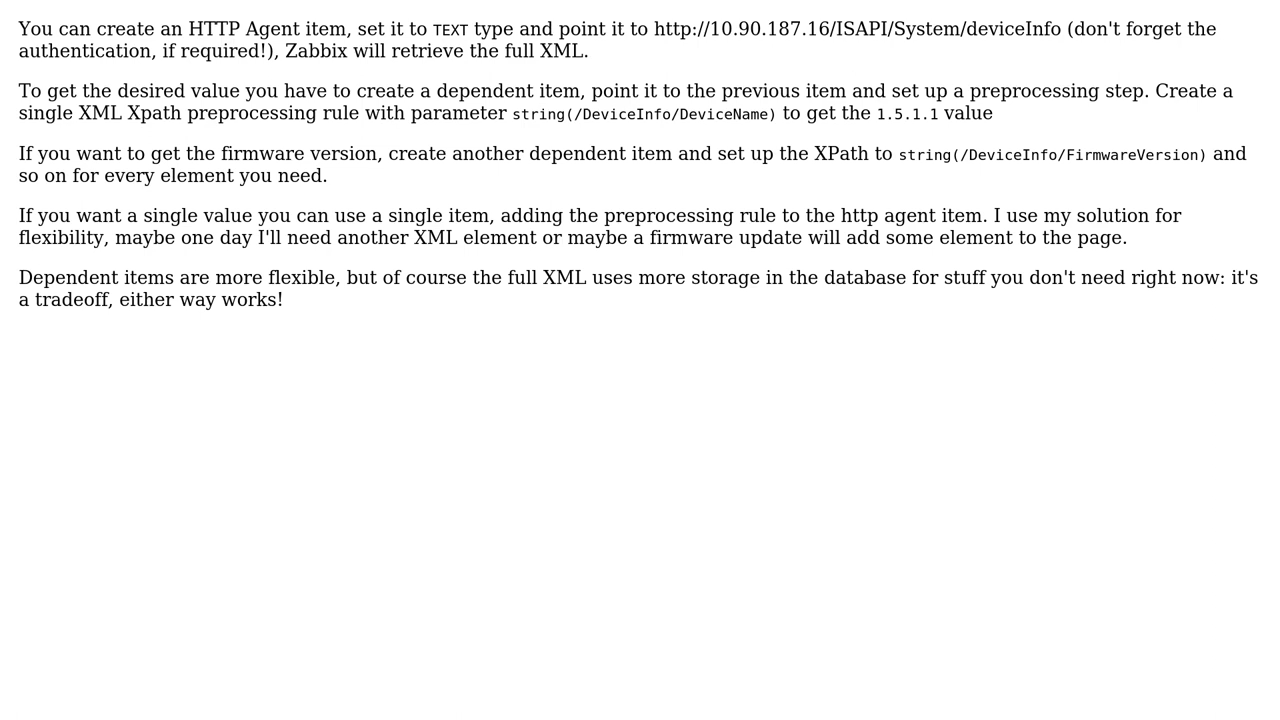 You can create an HTTP Agent item, set it to TEXT type and point it to http://10.90.187.16/ISAPI/System/deviceInfo (don't forget the
authentication, if required!), Zabbix will retrieve the full XML.
To get the desired value you have to create a dependent item, point it to the previous item and set up a preprocessing step. Create a
single XML Xpath preprocessing rule with parameter string(/DeviceInfo/DeviceName) to get the 1.5.1.1 value
If you want to get the firmware version, create another dependent item and set up the XPath to string(/DeviceInfo/FirmwareVersion) and
so on for every element you need.
If you want a single value you can use a single item, adding the preprocessing rule to the http agent item. I use my solution for
flexibility, maybe one day I'll need another XML element or maybe a firmware update will add some element to the page.
Dependent items are more flexible, but of course the full XML uses more storage in the database for stuff you don't need right now: it's
a tradeoff, either way works!